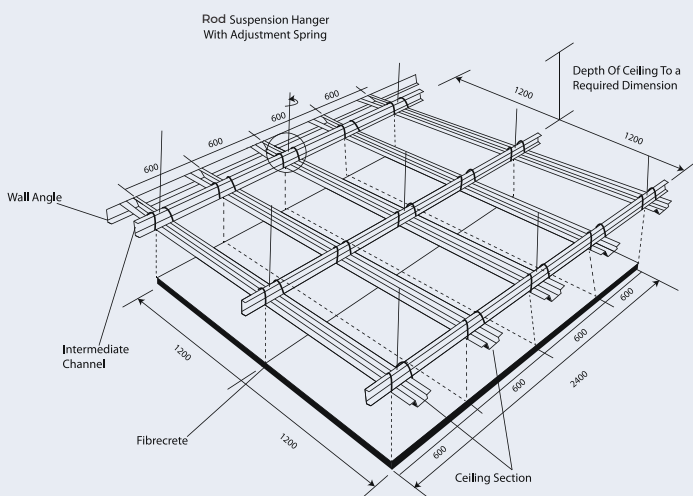 Rod Suspension Hanger
With Adjustment Spring
Depth Of Ceiling To a
Required Dimension
1200
1200
600
600
600
600
Wall Angle
Intermediate
Channel
Fibrecrete
Ceiling Section
1200
1200
600
600
600
600
2400